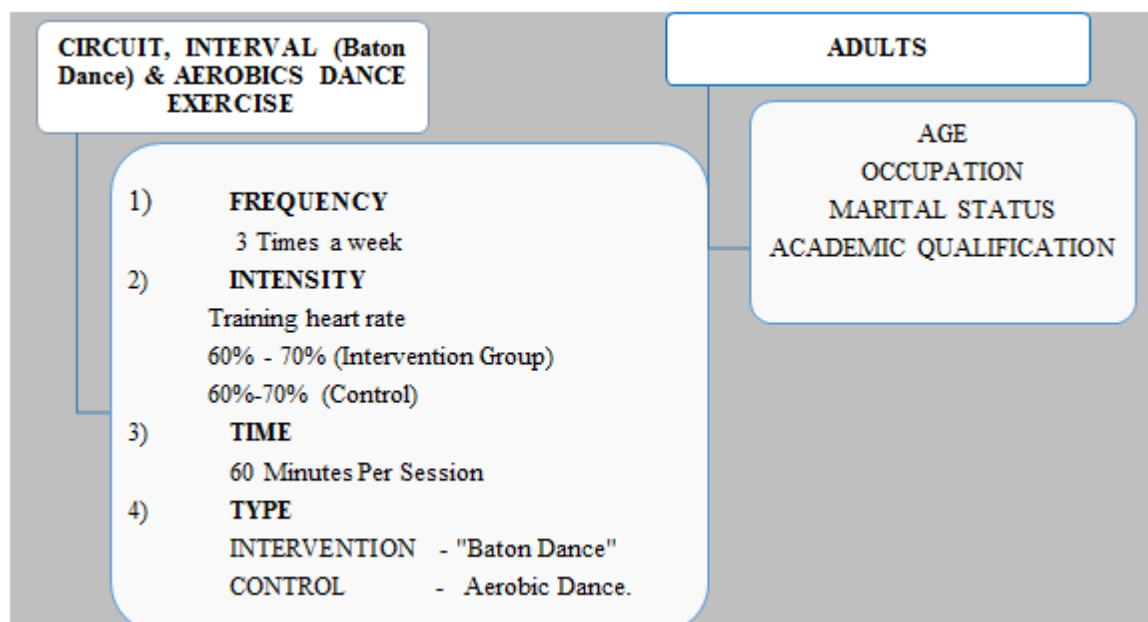 CIRCUIT, INTERVAL (Baton
Dance) & AEROBICS DANCE
EXERCISE
1) FREQUENCY
3 Times a week
2) INTENSITY
Training heart rate
60% - 70% (Intervention Group)
60%-70% (Control)
3) TIME
60 Minutes Per Session
4) TYPE
INTERVENTION - "Baton Dance"
CONTROL - Aerobic Dance.
ADULTS
AGE
OCCUPATION
MARITAL STATUS
ACADEMIC QUALIFICATION